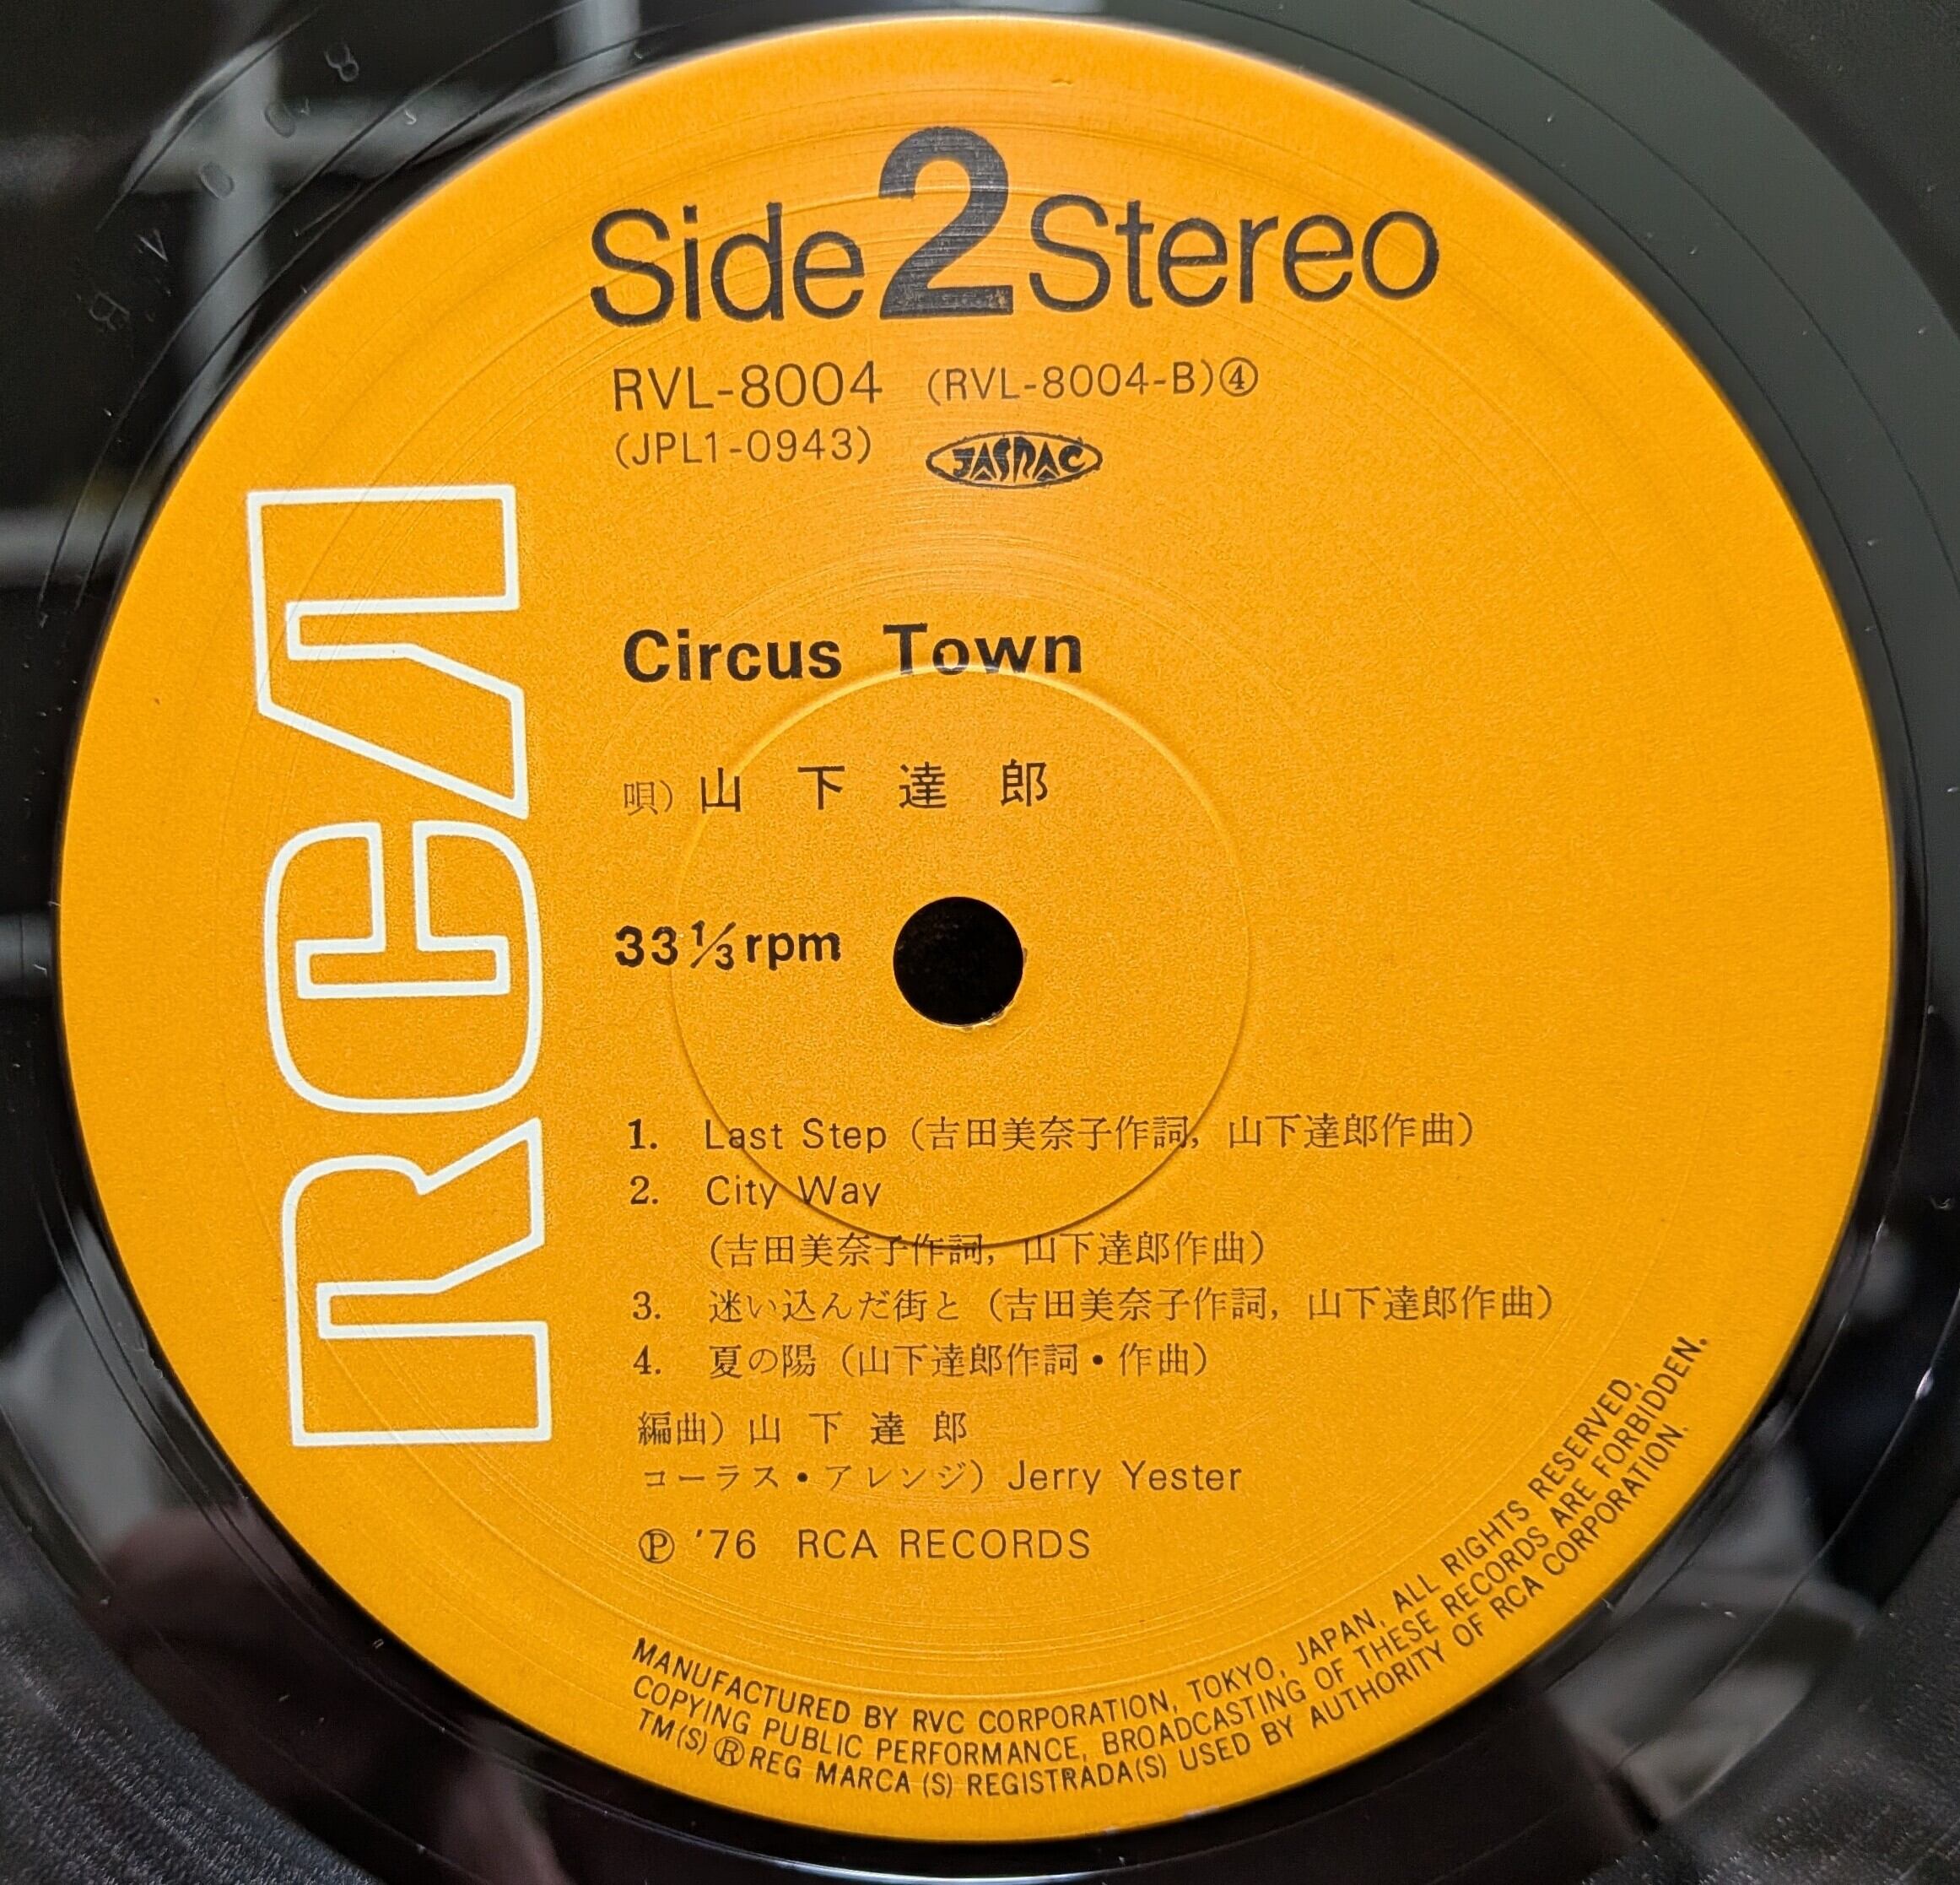 Side 2 Stereo
RVL-8004 (RVL-8004-B)④
(JPL1-0943) JASRAC
RCA
Circus Town
唄) 山下達郎
33⅓rpm
1. Last Step (吉田美奈子作詞, 山下達郎作曲)
2. City Way
(吉田美奈子作詞, 山下達郎作曲)
3. 迷い込んだ街と (吉田美奈子作詞, 山下達郎作曲)
4. 夏の陽 (山下達郎作詞・作曲)
編曲) 山下達郎
コーラス・アレンジ) Jerry Yester
Ⓟ '76 RCA RECORDS
MANUFACTURED BY RVC CORPORATION, TOKYO, JAPAN, ALL RIGHTS RESERVED,
COPYING PUBLIC PERFORMANCE, BROADCASTING OF THESE RECORDS ARE FORBIDDEN.
TM(S) ® REG MARCA (S) REGISTRADA(S) USED BY AUTHORITY OF RCA CORPORATION.